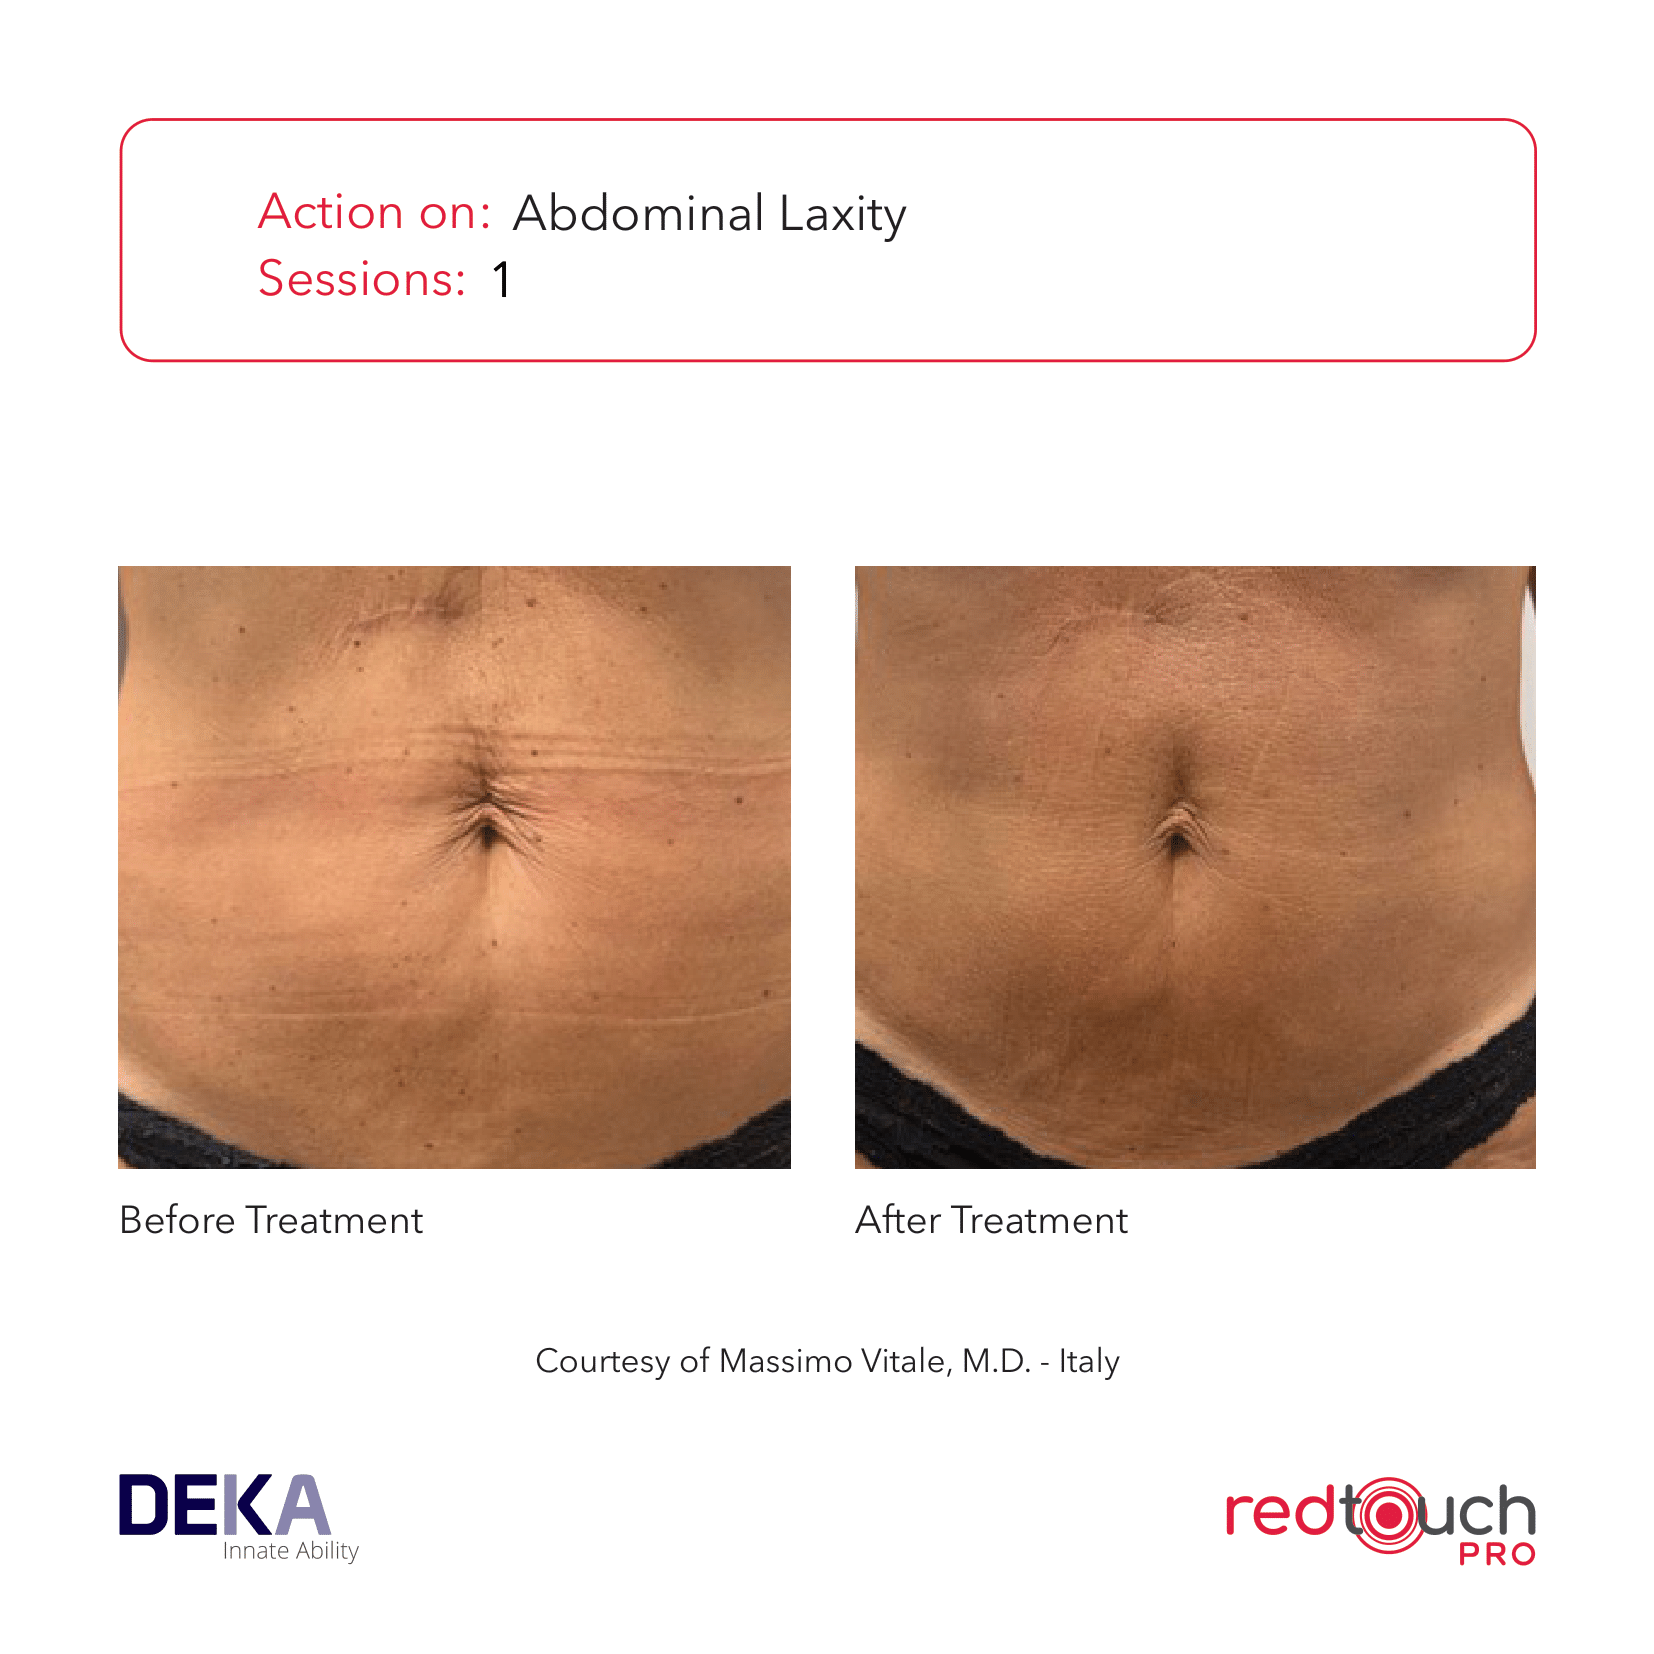 Action on: Abdominal Laxity
Sessions: 1
Before Treatment
After Treatment
Courtesy of Massimo Vitale, M.D. - Italy
DEKA
Innate Ability
redtouch
PRO